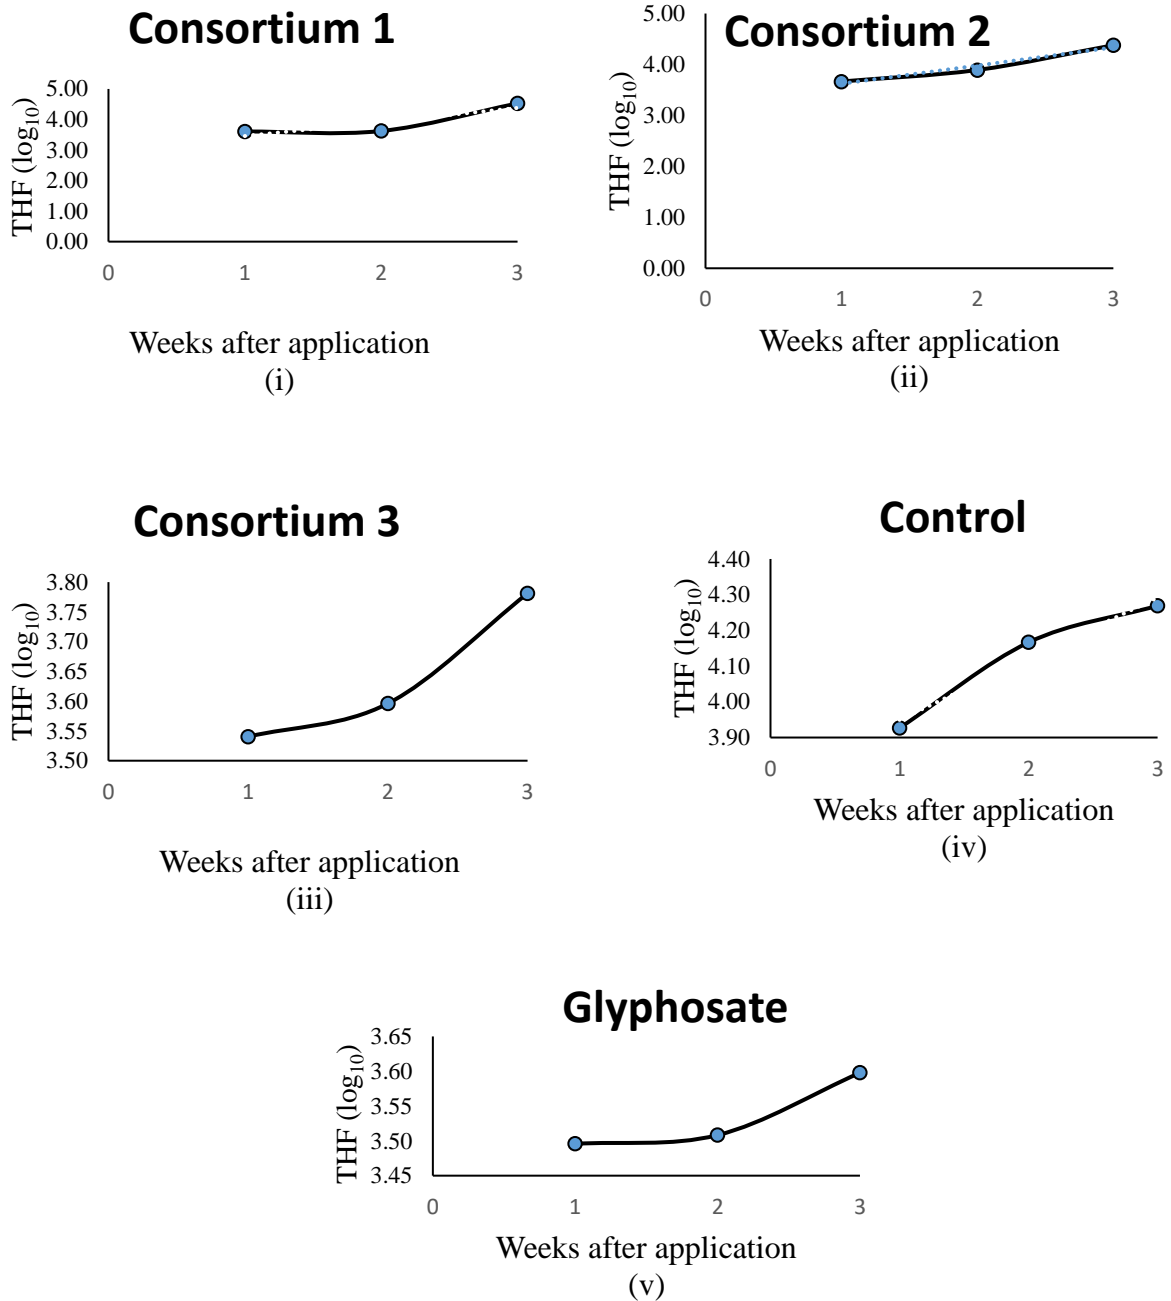 Consortium 1
THF (log10)
5.00
4.00
3.00
2.00
1.00
0.00
0 1 2 3
Weeks after application
(i)
Consortium 2
THF (log10)
5.00
4.00
3.00
2.00
1.00
0.00
0 1 2 3
Weeks after application
(ii)
Consortium 3
THF (log10)
3.80
3.75
3.70
3.65
3.60
3.55
3.50
0 1 2 3
Weeks after application
(iii)
Control
THF (log10)
4.40
4.30
4.20
4.10
4.00
3.90
0 1 2 3
Weeks after application
(iv)
Glyphosate
THF (log10)
3.65
3.60
3.55
3.50
3.45
0 1 2 3
Weeks after application
(v)